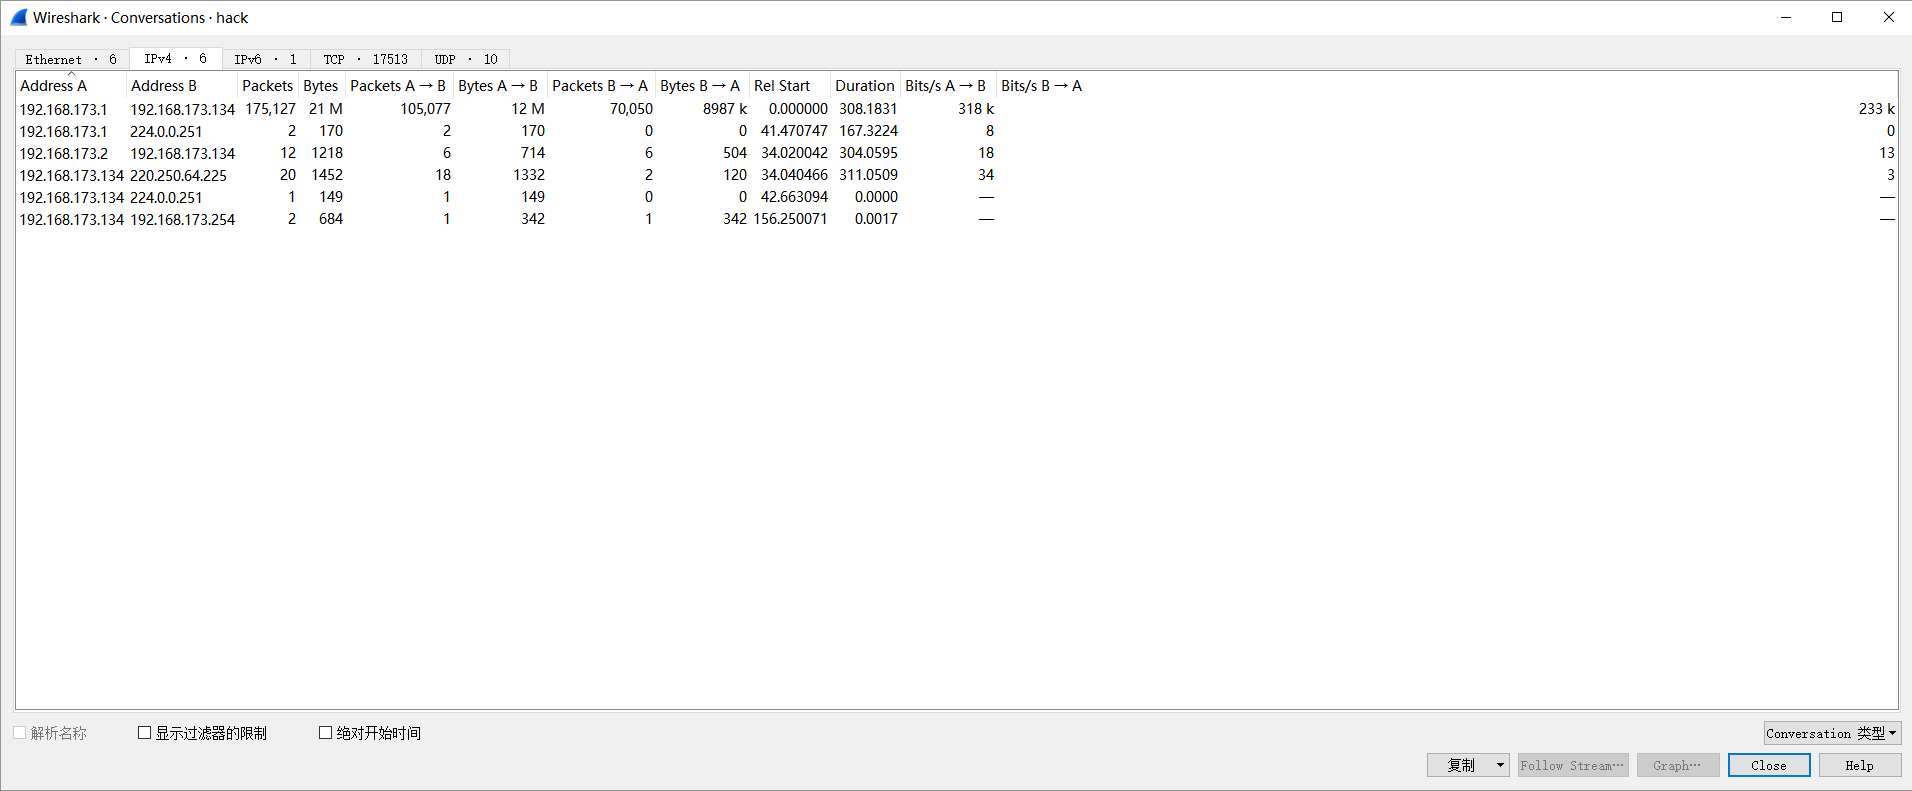 Wireshark · Conversations · hack
Ethernet · 6 IPv4 · 6 IPv6 · 1 TCP · 17513 UDP · 10
Address A Address B Packets Bytes Packets A → B Bytes A → B Packets B → A Bytes B → A Rel Start Duration Bits/s A → B Bits/s B → A
192.168.173.1 192.168.173.134 175,127 21 M 105,077 12 M 70,050 8987 k 0.000000 308.1831 318 k 233 k
192.168.173.1 224.0.0.251 2 170 2 170 0 0 41.470747 167.3224 8 0
192.168.173.2 192.168.173.134 12 1218 6 714 6 504 34.020042 304.0595 18 13
192.168.173.134 220.250.64.225 20 1452 18 1332 2 120 34.040466 311.0509 34 3
192.168.173.134 224.0.0.251 1 149 1 149 0 0 42.663094 0.0000 — —
192.168.173.134 192.168.173.254 2 684 1 342 1 342 156.250071 0.0017 — —
解析名称 显示过滤器的限制 绝对开始时间 Conversation 类型
复制 Follow Stream… Graph… Close Help